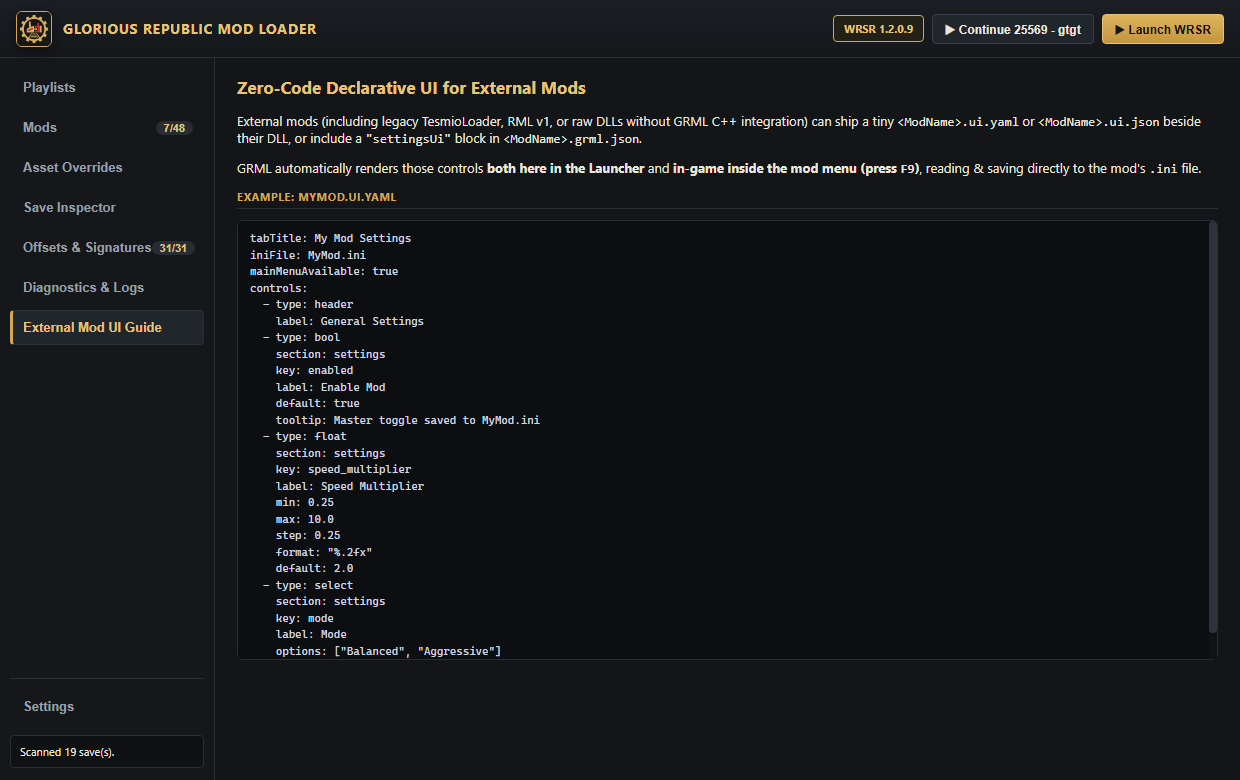 GLORIOUS REPUBLIC MOD LOADER
WRSR 1.2.0.9
▶ Continue 25569 - gtgt
▶ Launch WRSR
Playlists
Mods 7/48
Asset Overrides
Save Inspector
Offsets & Signatures 31/31
Diagnostics & Logs
External Mod UI Guide
Settings
Scanned 19 save(s).
Zero-Code Declarative UI for External Mods
External mods (including legacy TesmioLoader, RML v1, or raw DLLs without GRML C++ integration) can ship a tiny <ModName>.ui.yaml or <ModName>.ui.json beside
their DLL, or include a "settingsUi" block in <ModName>.grml.json.
GRML automatically renders those controls both here in the Launcher and in-game inside the mod menu (press F9), reading & saving directly to the mod's .ini file.
EXAMPLE: MYMOD.UI.YAML
tabTitle: My Mod Settings
iniFile: MyMod.ini
mainMenuAvailable: true
controls:
  - type: header
    label: General Settings
  - type: bool
    section: settings
    key: enabled
    label: Enable Mod
    default: true
    tooltip: Master toggle saved to MyMod.ini
  - type: float
    section: settings
    key: speed_multiplier
    label: Speed Multiplier
    min: 0.25
    max: 10.0
    step: 0.25
    format: "%.2fx"
    default: 2.0
  - type: select
    section: settings
    key: mode
    label: Mode
    options: ["Balanced", "Aggressive"]